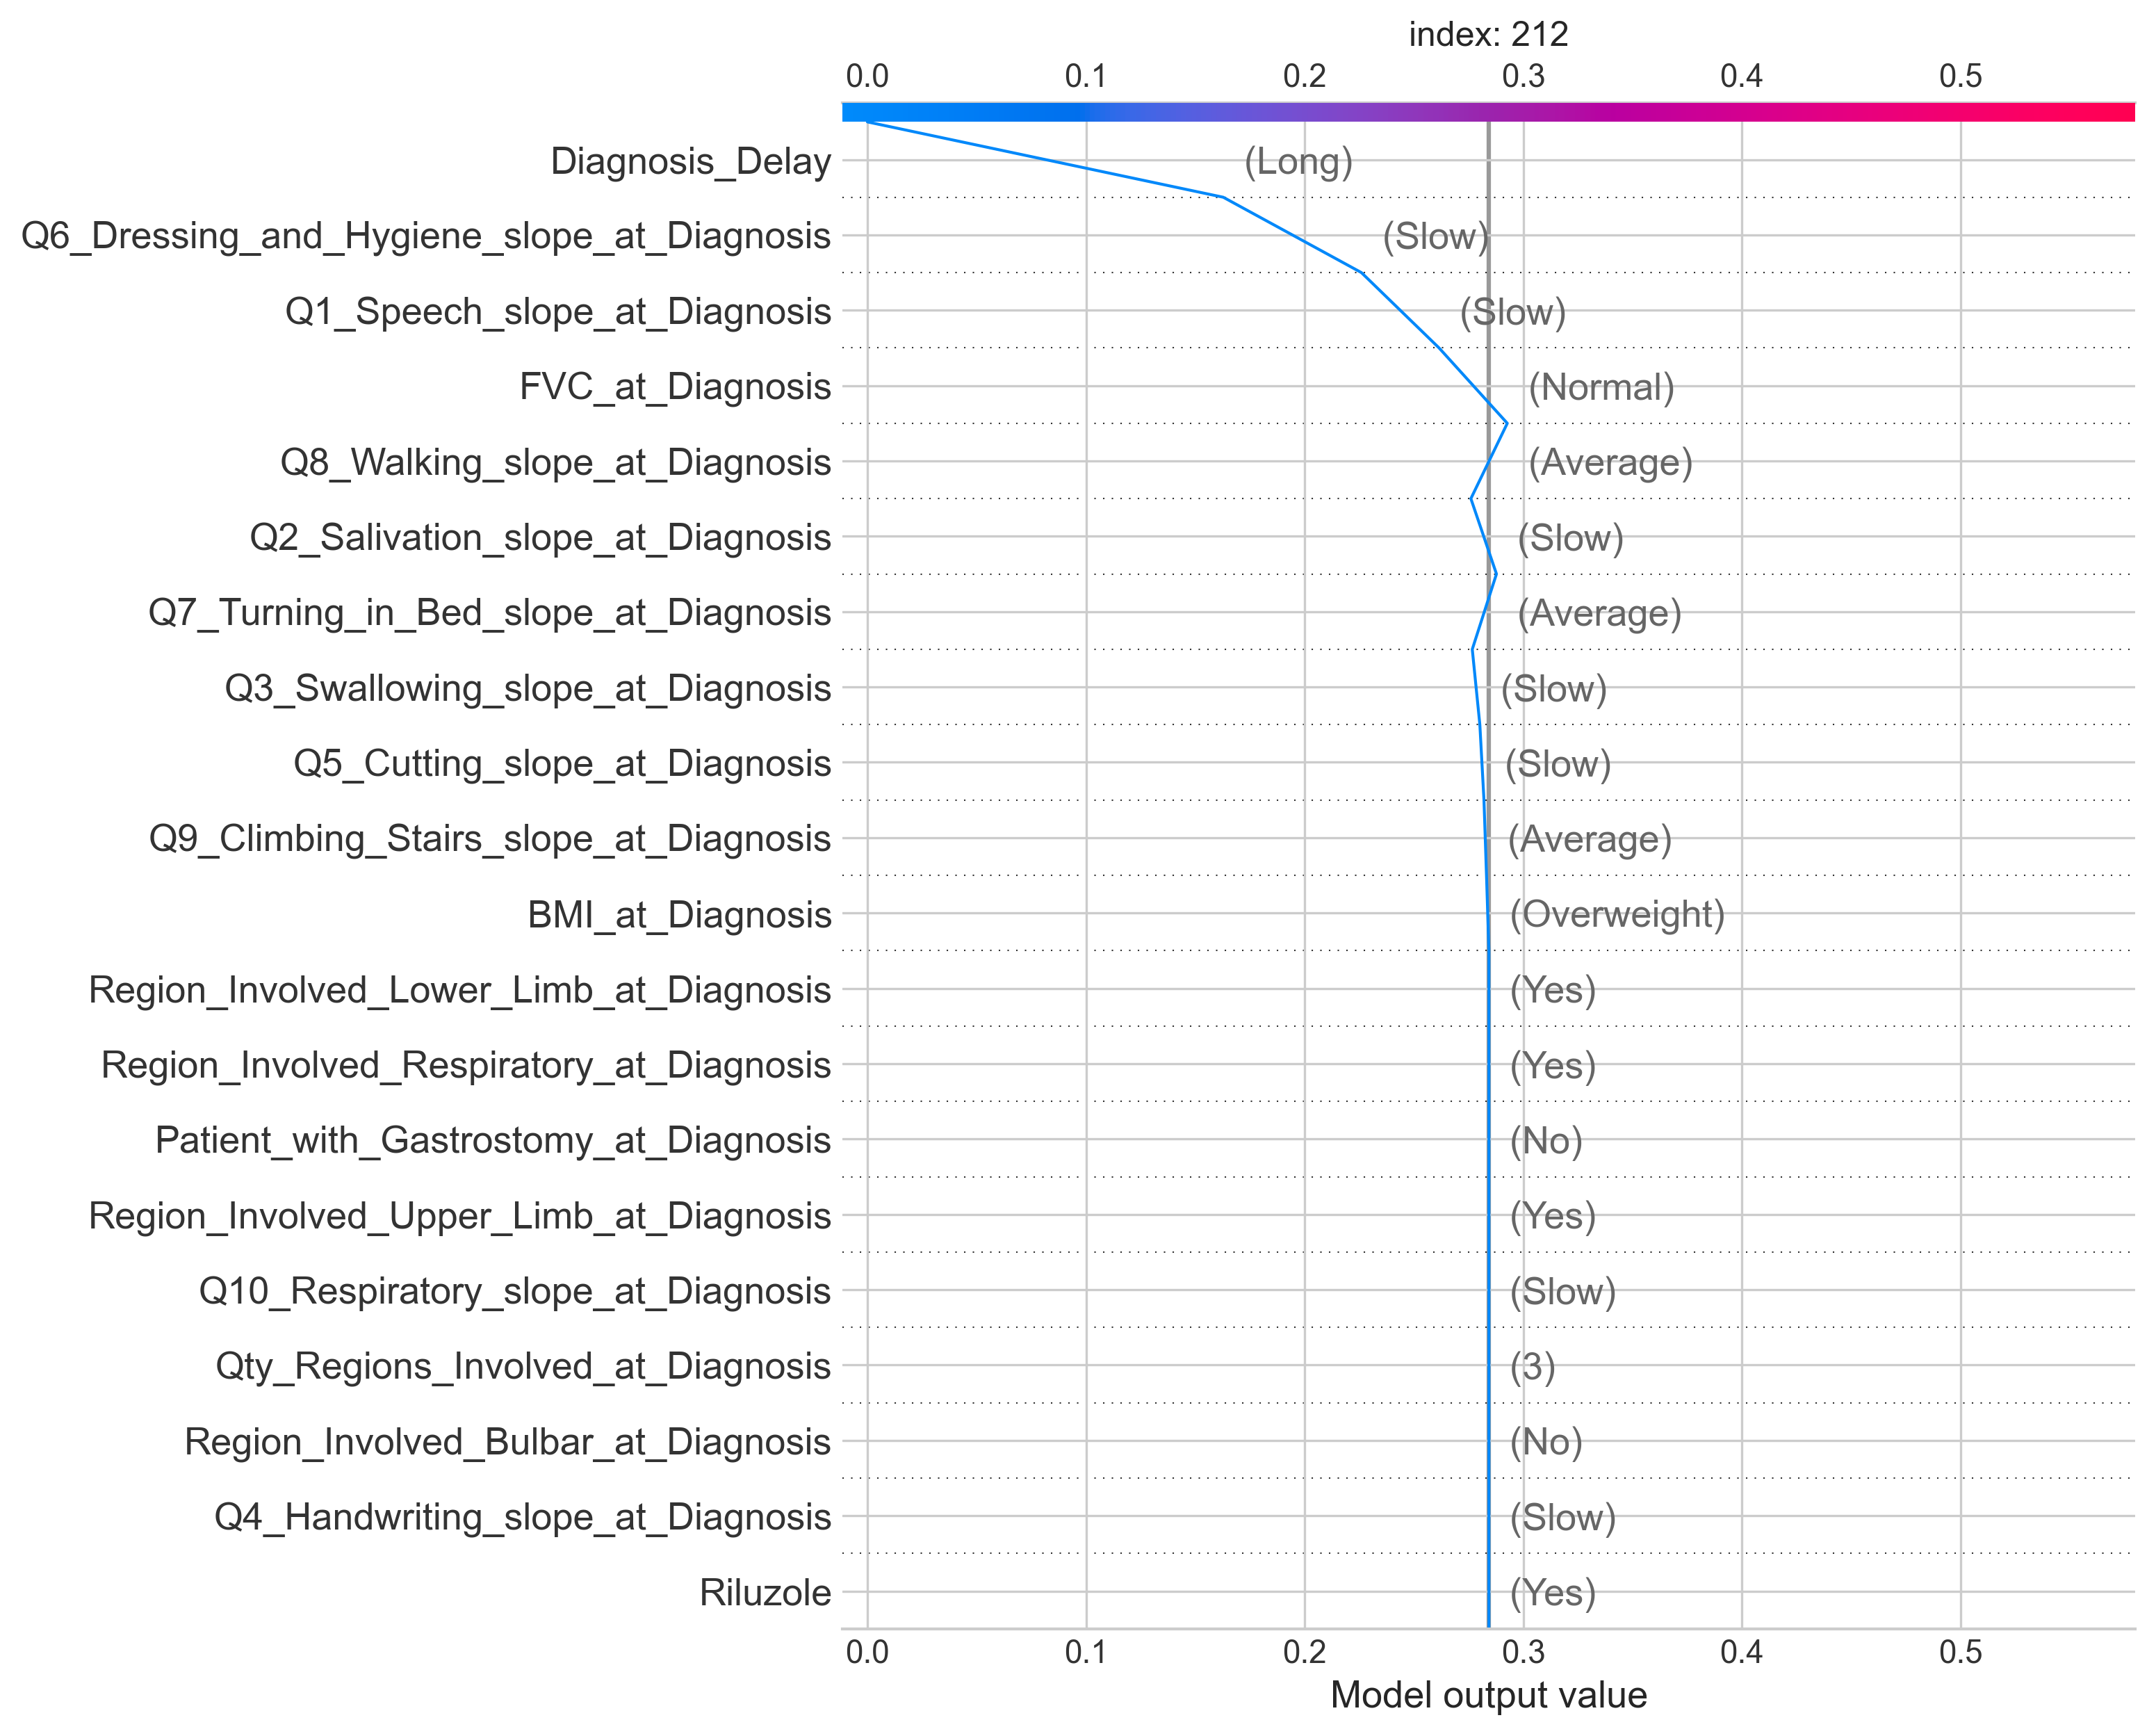 index: 212
0.0 0.1 0.2 0.3 0.4 0.5
Diagnosis_Delay (Long)
Q6_Dressing_and_Hygiene_slope_at_Diagnosis (Slow)
Q1_Speech_slope_at_Diagnosis (Slow)
FVC_at_Diagnosis (Normal)
Q8_Walking_slope_at_Diagnosis (Average)
Q2_Salivation_slope_at_Diagnosis (Slow)
Q7_Turning_in_Bed_slope_at_Diagnosis (Average)
Q3_Swallowing_slope_at_Diagnosis (Slow)
Q5_Cutting_slope_at_Diagnosis (Slow)
Q9_Climbing_Stairs_slope_at_Diagnosis (Average)
BMI_at_Diagnosis (Overweight)
Region_Involved_Lower_Limb_at_Diagnosis (Yes)
Region_Involved_Respiratory_at_Diagnosis (Yes)
Patient_with_Gastrostomy_at_Diagnosis (No)
Region_Involved_Upper_Limb_at_Diagnosis (Yes)
Q10_Respiratory_slope_at_Diagnosis (Slow)
Qty_Regions_Involved_at_Diagnosis (3)
Region_Involved_Bulbar_at_Diagnosis (No)
Q4_Handwriting_slope_at_Diagnosis (Slow)
Riluzole (Yes)
0.0 0.1 0.2 0.3 0.4 0.5
Model output value